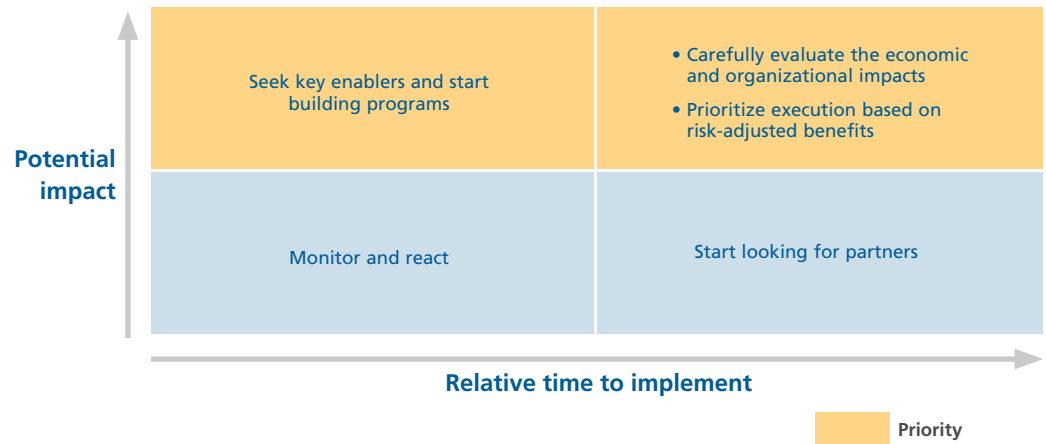 Seek key enablers and start
building programs
• Carefully evaluate the economic
and organizational impacts
• Prioritize execution based on
risk-adjusted benefits
Potential
impact
Monitor and react
Start looking for partners
Relative time to implement
Priority